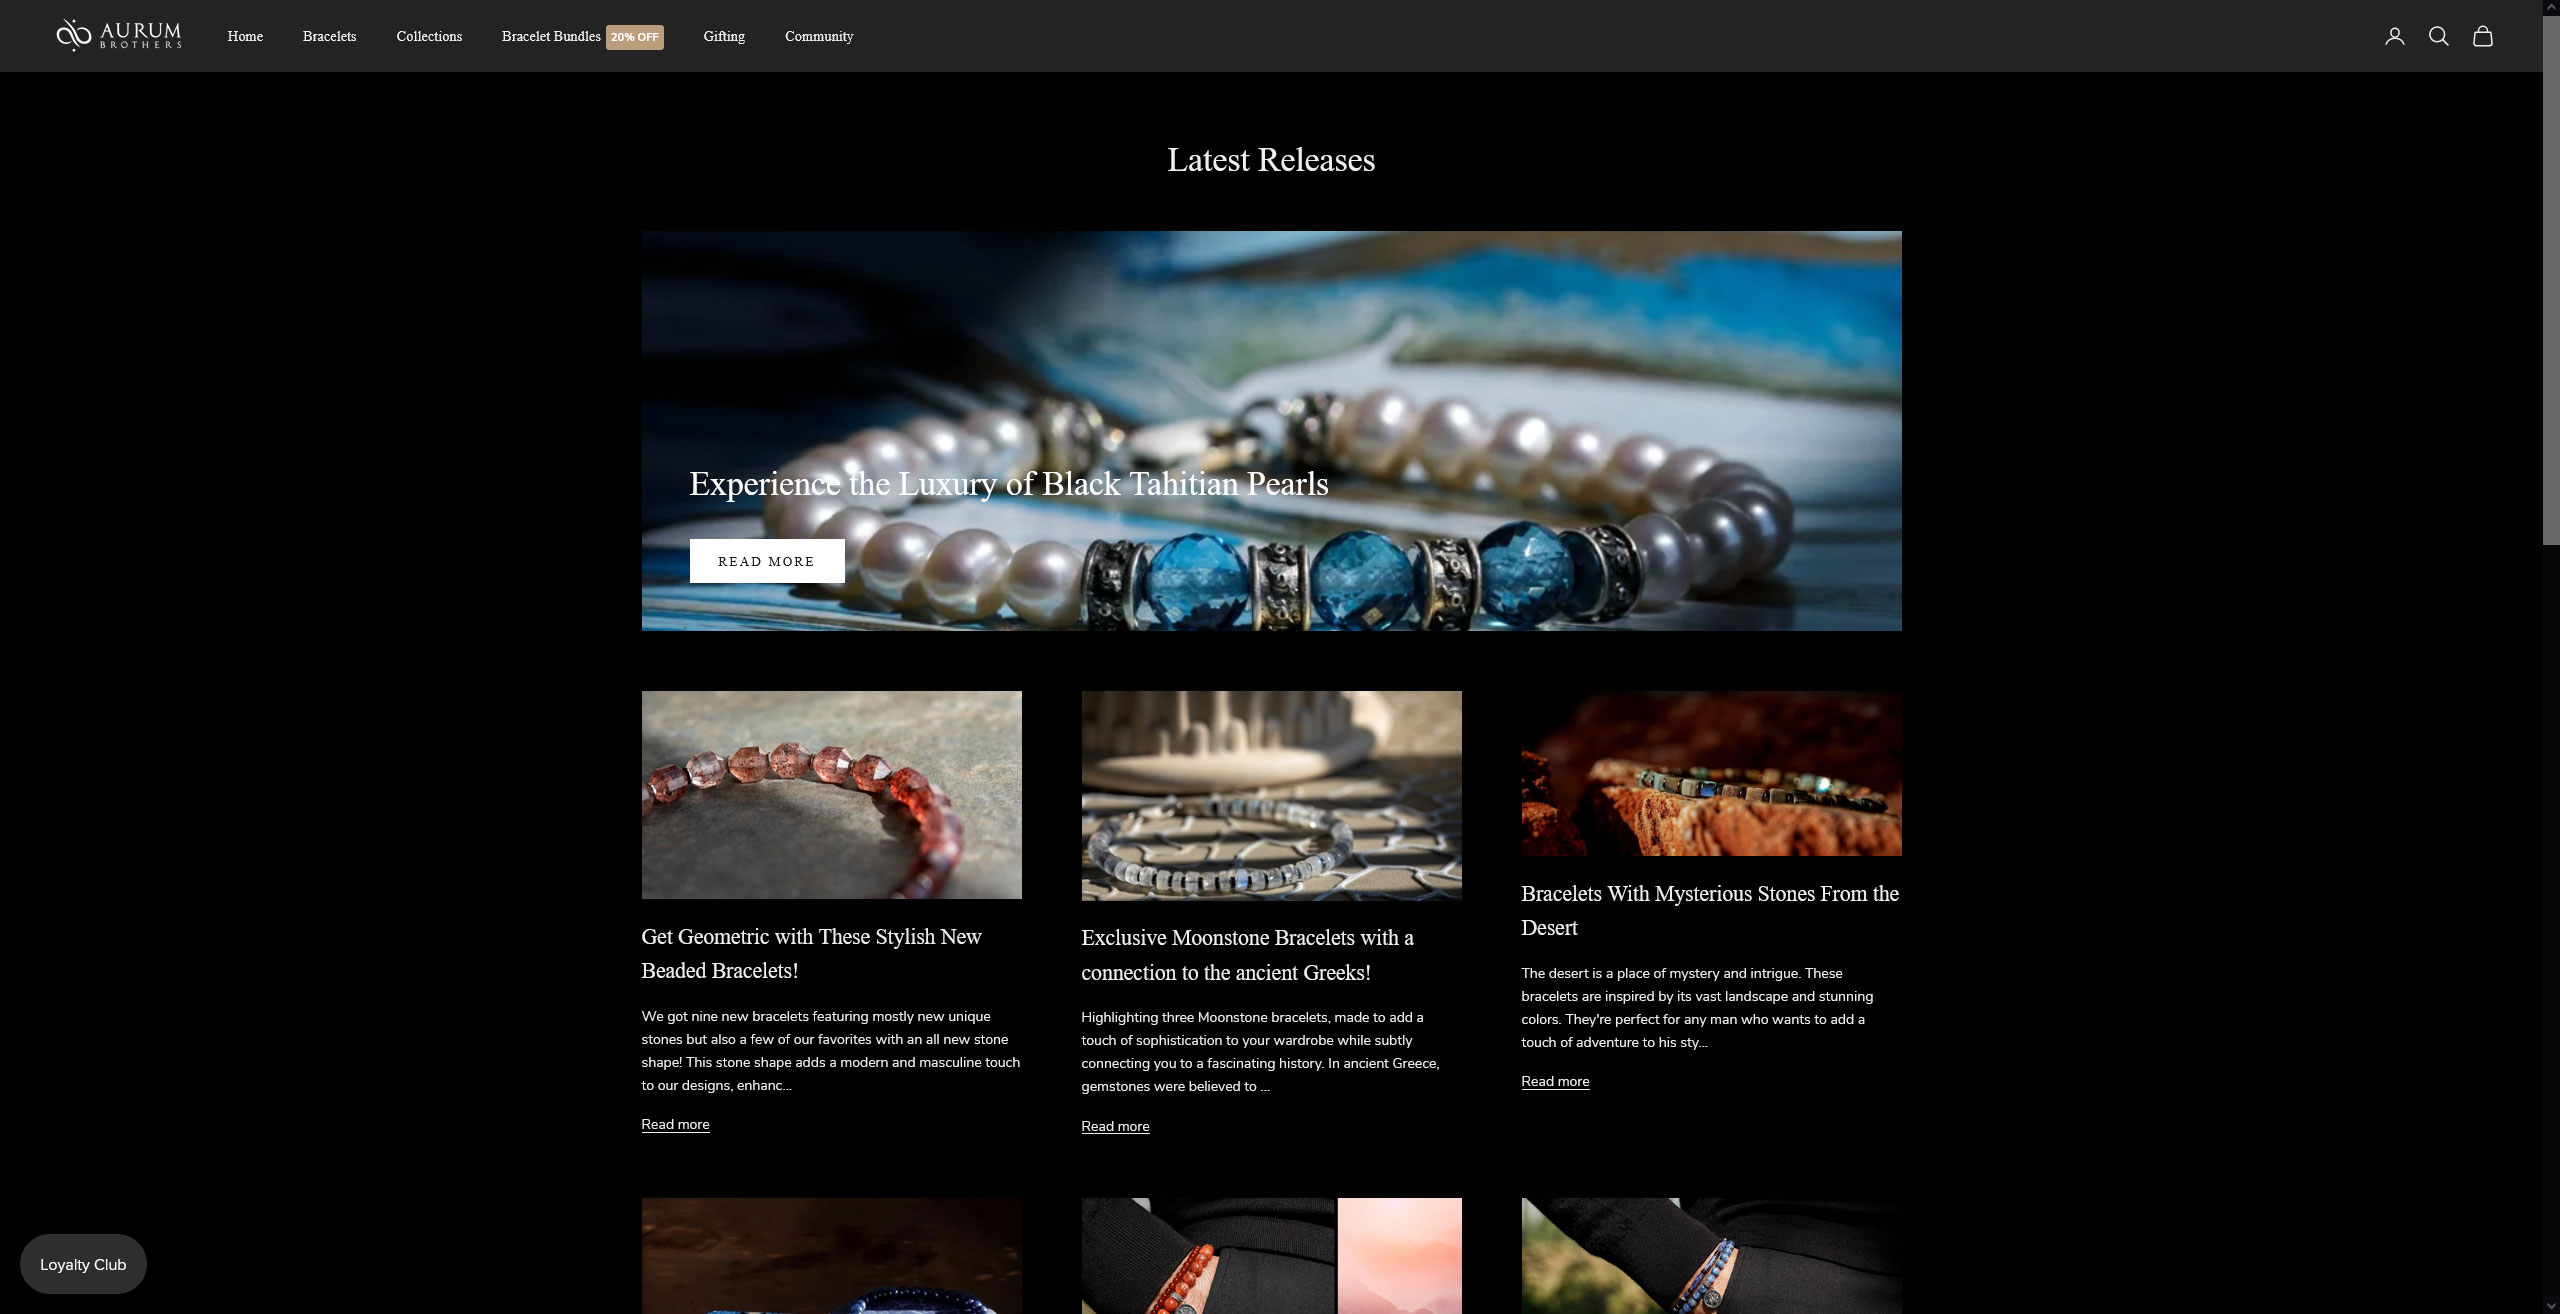 AURUM
BROTHERS
Home
Bracelets
Collections
Bracelet Bundles 20% OFF
Gifting
Community
Latest Releases
Experience the Luxury of Black Tahitian Pearls
READ MORE
Get Geometric with These Stylish New
Beaded Bracelets!
We got nine new bracelets featuring mostly new unique
stones but also a few of our favorites with an all new stone
shape! This stone shape adds a modern and masculine touch
to our designs, enhanc...
Read more
Exclusive Moonstone Bracelets with a
connection to the ancient Greeks!
Highlighting three Moonstone bracelets, made to add a
touch of sophistication to your wardrobe while subtly
connecting you to a fascinating history. In ancient Greece,
gemstones were believed to ...
Read more
Bracelets With Mysterious Stones From the
Desert
The desert is a place of mystery and intrigue. These
bracelets are inspired by its vast landscape and stunning
colors. They're perfect for any man who wants to add a
touch of adventure to his sty...
Read more
Loyalty Club